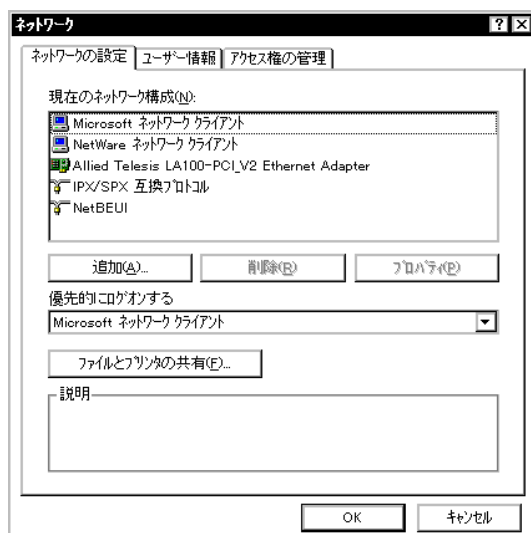 ネットワーク
ネットワークの設定 ユーザー情報 アクセス権の管理
現在のネットワーク構成(N):
Microsoft ネットワーク クライアント
NetWare ネットワーク クライアント
Allied Telesis LA100-PCI_V2 Ethernet Adapter
IPX/SPX 互換プロトコル
NetBEUI
追加(A)... 削除(R) プロパティ(P)
優先的にログオンする
Microsoft ネットワーク クライアント
ファイルとプリンタの共有(F)...
説明
OK キャンセル